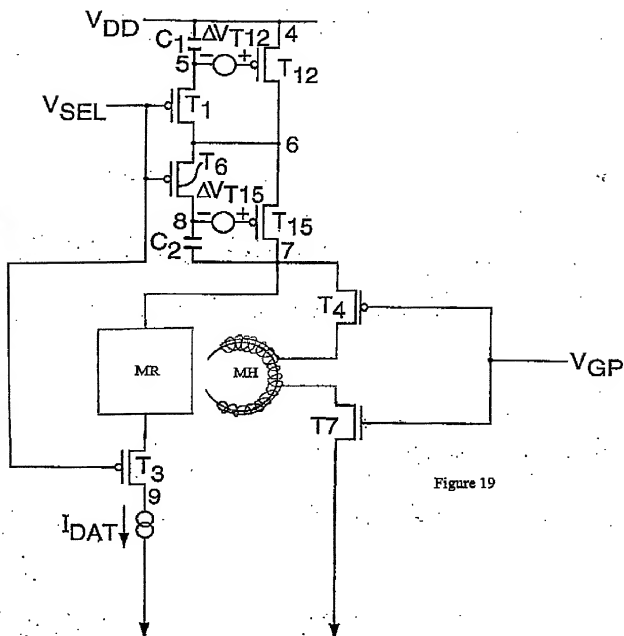 VDD
C1
ΔVT12
4
5
− +
T12
VSEL
T1
6
T6
ΔVT15
8
− +
T15
C2
7
T4
MR
MH
VGP
T7
T3
Figure 19
9
IDAT